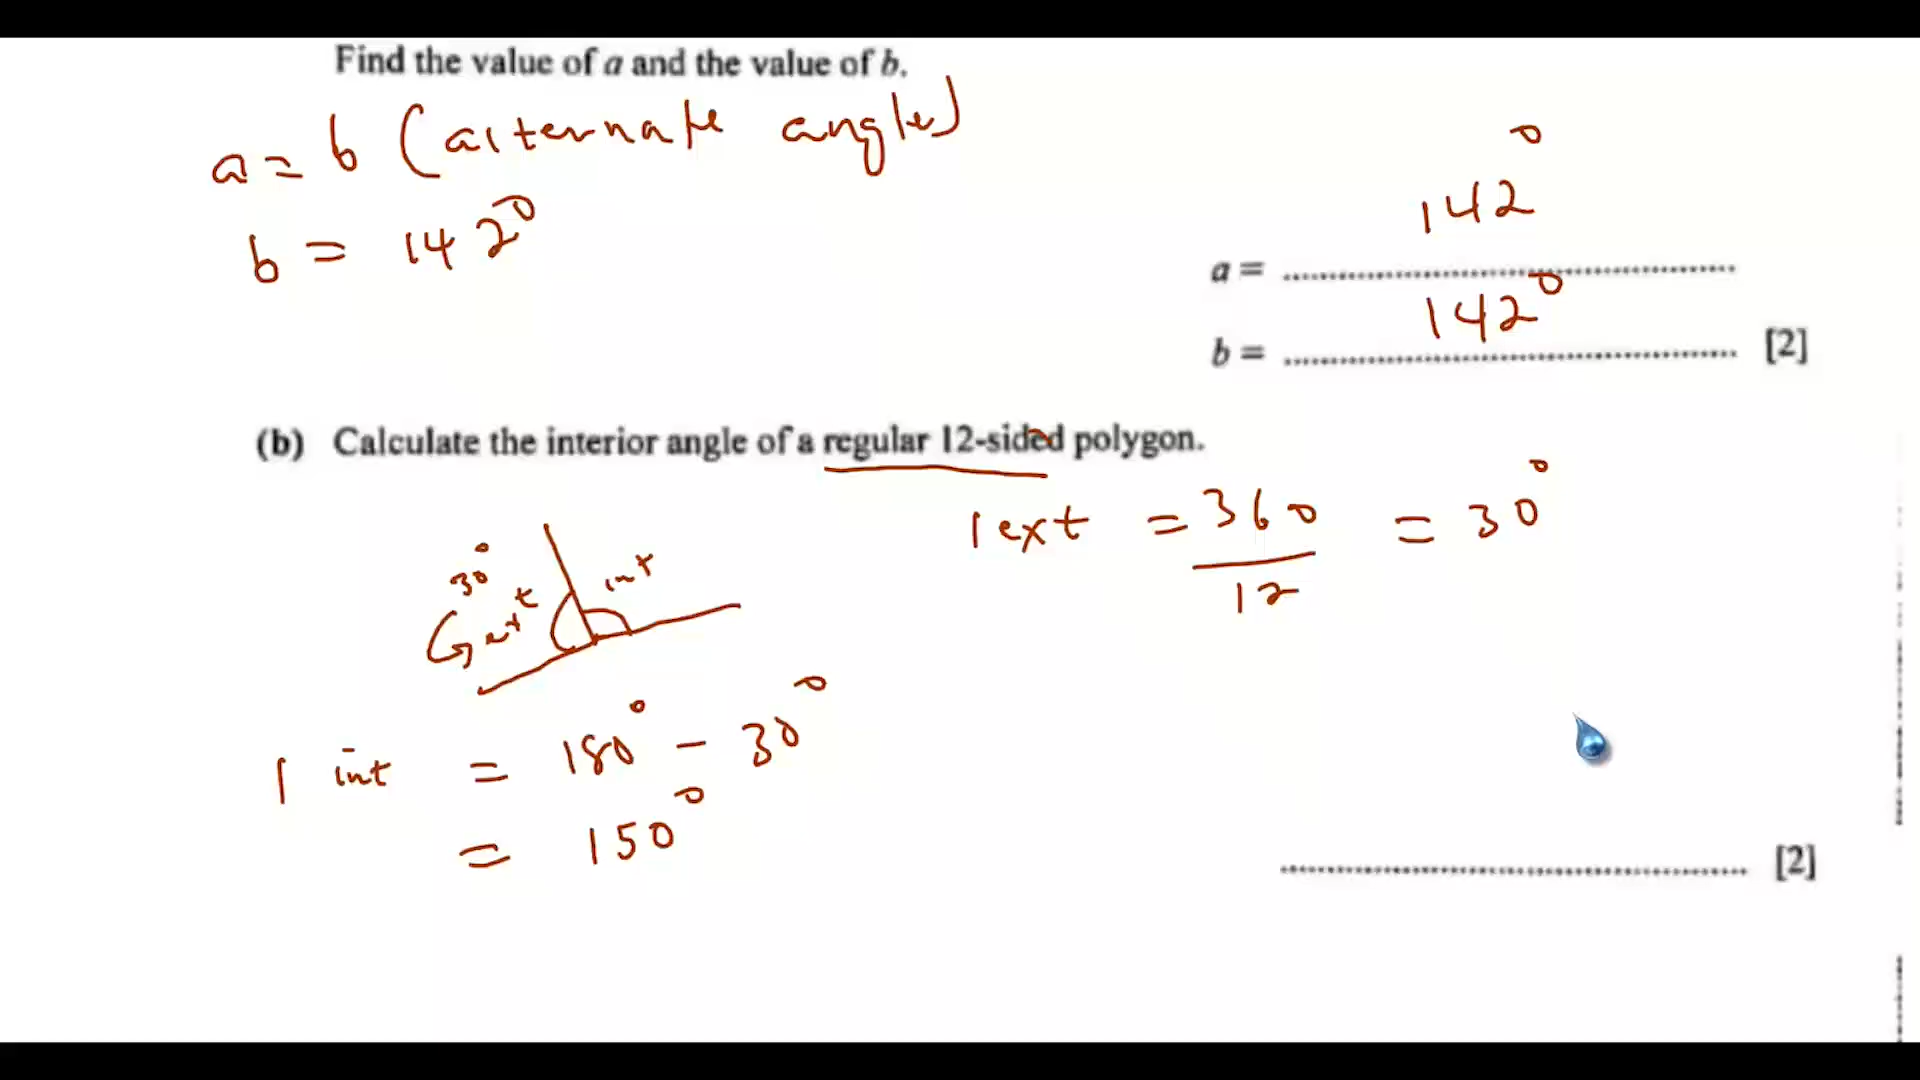 Find the value of a and the value of b.
a = b (alternate angle)
b = 142°
142°
a = ........................................
142°
b = ........................................ [2]
(b) Calculate the interior angle of a regular 12-sided polygon.
1 ext = 360/12 = 30°
30°
ext int
1 int = 180° - 30°
= 150°
........................................ [2]